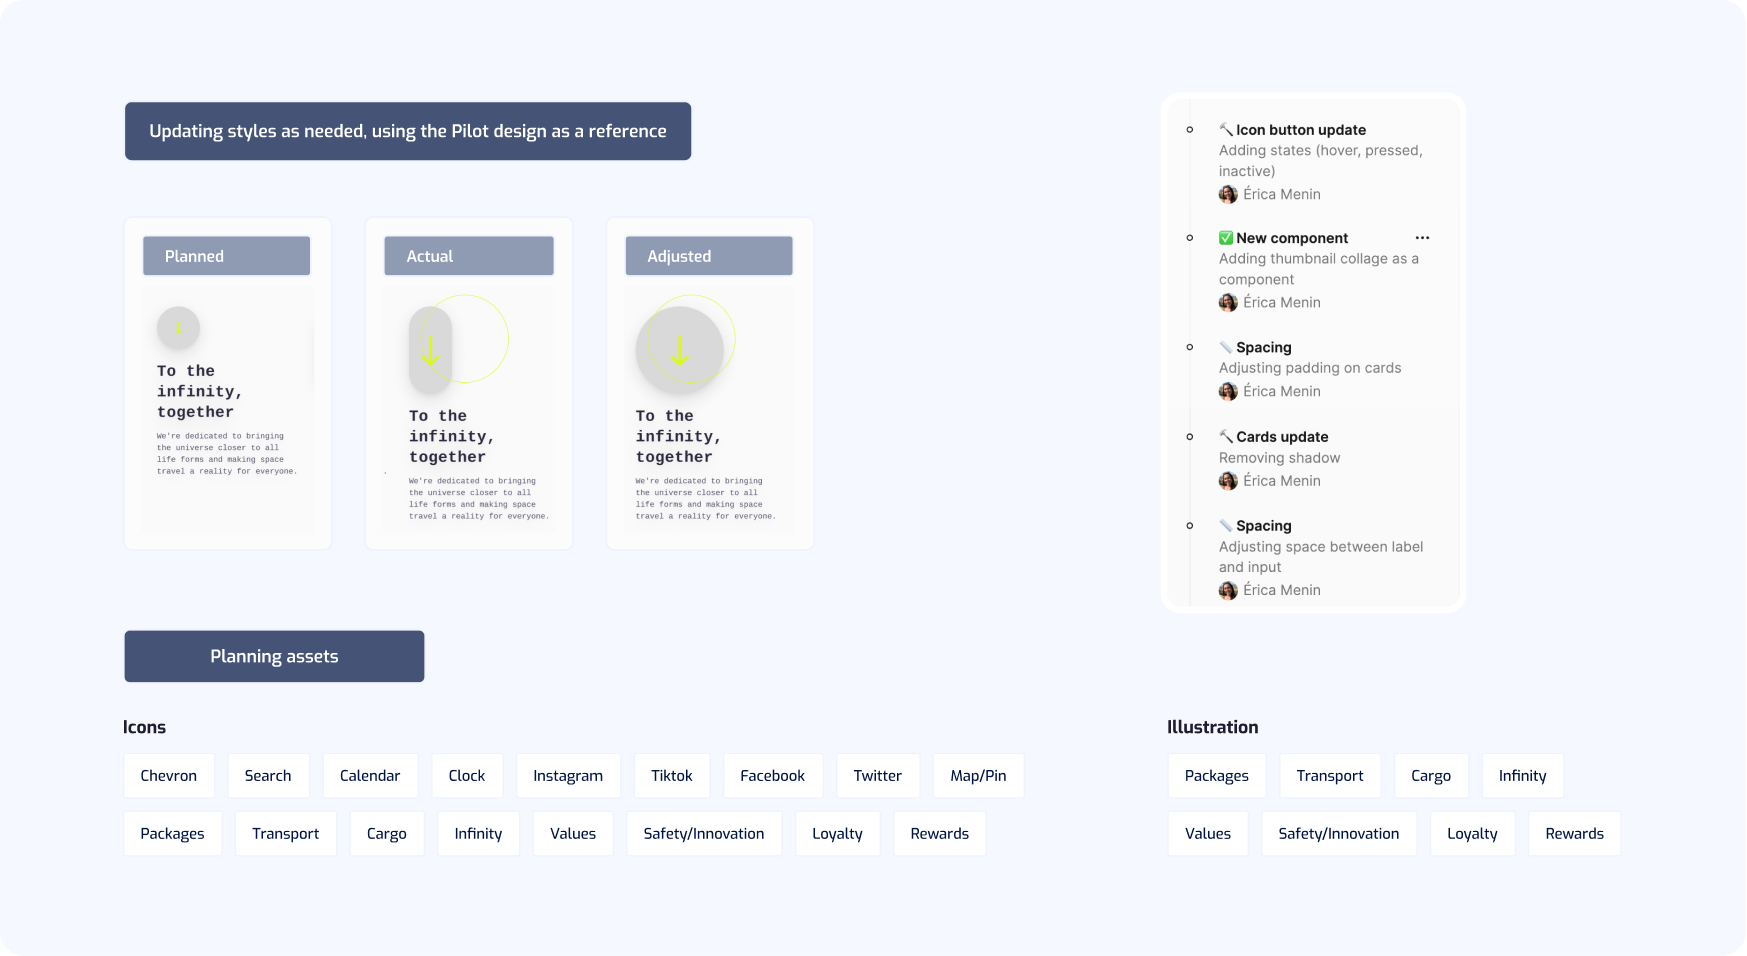 Updating styles as needed, using the Pilot design as a reference
Planned
To the
infinity,
together
We're dedicated to bringing
the universe closer to all
life forms and making space
travel a reality for everyone.
Actual
To the
infinity,
together
We're dedicated to bringing
the universe closer to all
life forms and making space
travel a reality for everyone.
Adjusted
To the
infinity,
together
We're dedicated to bringing
the universe closer to all
life forms and making space
travel a reality for everyone.
🔨Icon button update
Adding states (hover, pressed,
inactive)
Érica Menin
✅New component
Adding thumbnail collage as a
component
Érica Menin
📏Spacing
Adjusting padding on cards
Érica Menin
🔨Cards update
Removing shadow
Érica Menin
📏Spacing
Adjusting space between label
and input
Érica Menin
Planning assets
Icons
Chevron Search Calendar Clock Instagram Tiktok Facebook Twitter Map/Pin
Packages Transport Cargo Infinity Values Safety/Innovation Loyalty Rewards
Illustration
Packages Transport Cargo Infinity
Values Safety/Innovation Loyalty Rewards